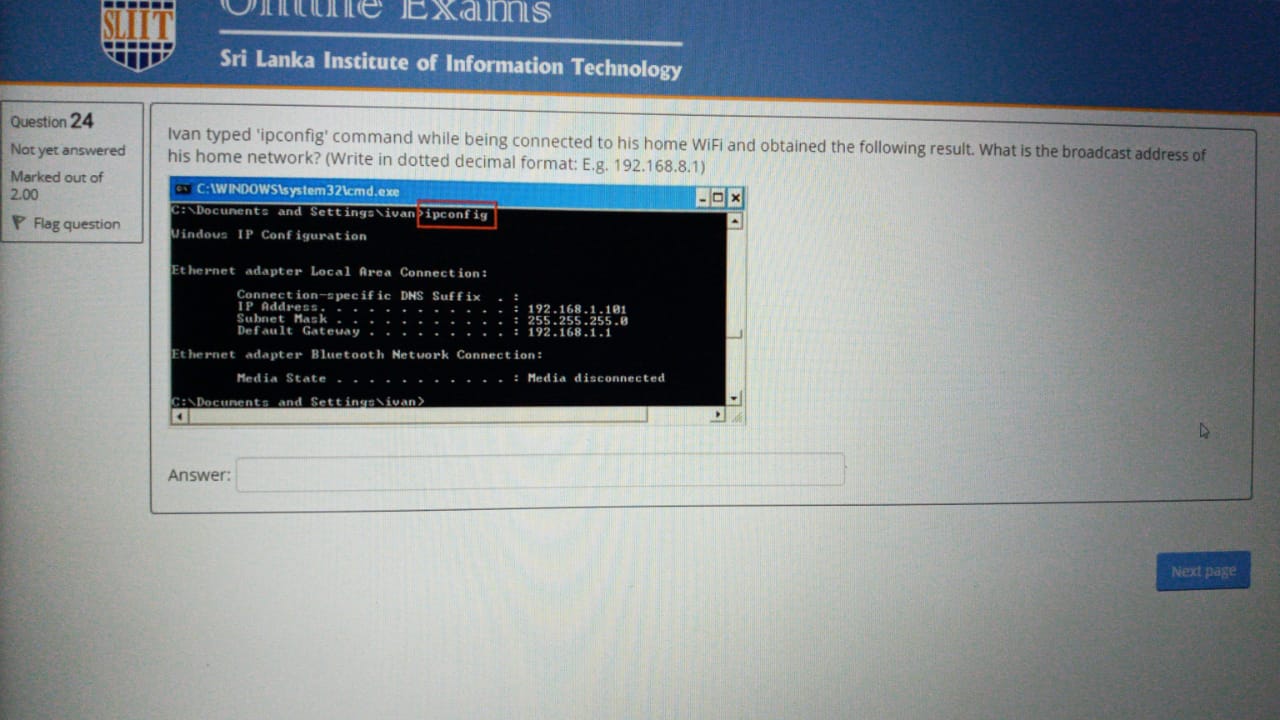 SLIIT
Online Exams
Sri Lanka Institute of Information Technology
Question 24
Not yet answered
Marked out of
2.00
Flag question
Ivan typed 'ipconfig' command while being connected to his home WiFi and obtained the following result. What is the broadcast address of
his home network? (Write in dotted decimal format: E.g. 192.168.8.1)
C:\WINDOWS\system32\cmd.exe
C:\Documents and Settings\ivan>ipconfig
Windows IP Configuration
Ethernet adapter Local Area Connection:
Connection-specific DNS Suffix . :
IP Address. . . . . . . . . . . . : 192.168.1.101
Subnet Mask . . . . . . . . . . . : 255.255.255.0
Default Gateway . . . . . . . . . : 192.168.1.1
Ethernet adapter Bluetooth Network Connection:
Media State . . . . . . . . . . . : Media disconnected
C:\Documents and Settings\ivan>
Answer:
Next page